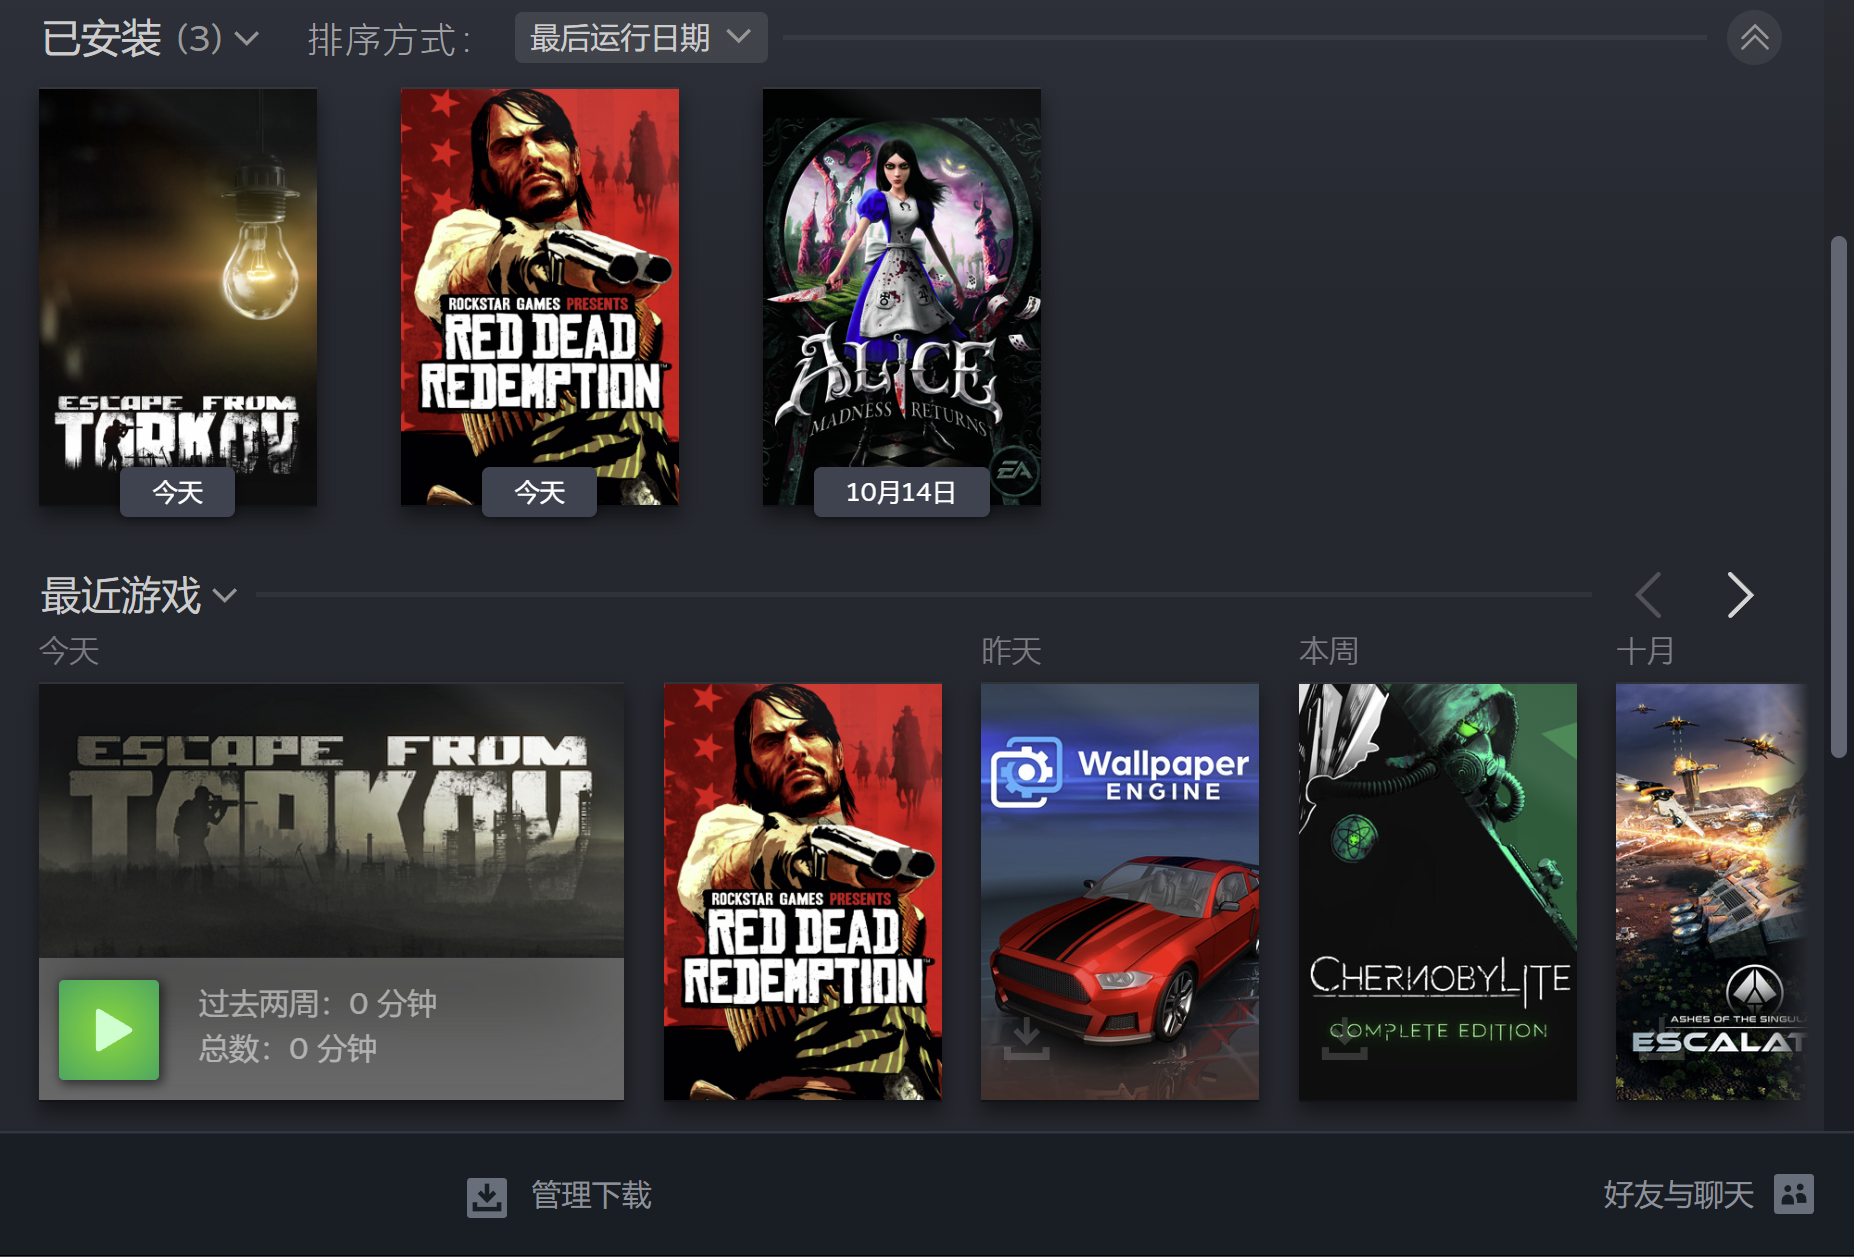 已安装 (3)
排序方式：
最后运行日期
ESCAPE FROM
TARKOV
今天
ROCKSTAR GAMES PRESENTS
RED DEAD
REDEMPTION
今天
ALICE
MADNESS RETURNS
EA
10月14日
最近游戏
今天
昨天
本周
十月
ESCAPE FROM
TARKOV
过去两周：0 分钟
总数：0 分钟
ROCKSTAR GAMES PRESENTS
RED DEAD
REDEMPTION
Wallpaper
ENGINE
CHERNOBYLITE
COMPLETE EDITION
ASHES OF THE SINGUL
ESCALAT
管理下载
好友与聊天